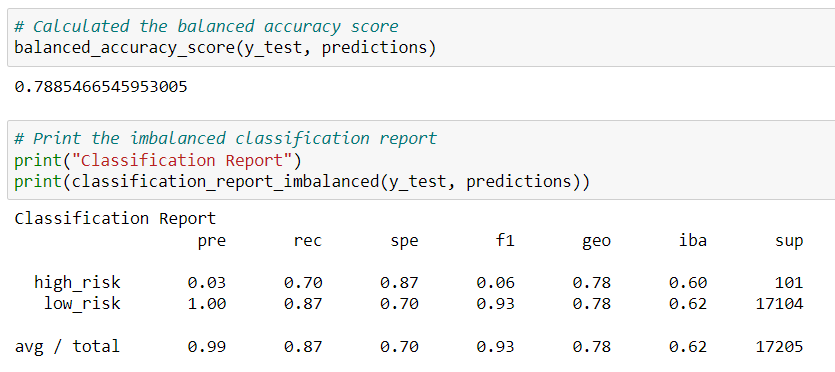 # Calculated the balanced accuracy score
balanced_accuracy_score(y_test, predictions)
0.7885466545953005
# Print the imbalanced classification report
print("Classification Report")
print(classification_report_imbalanced(y_test, predictions))
Classification Report
pre rec spe f1 geo iba sup
high_risk 0.03 0.70 0.87 0.06 0.78 0.60 101
low_risk 1.00 0.87 0.70 0.93 0.78 0.62 17104
avg / total 0.99 0.87 0.70 0.93 0.78 0.62 17205